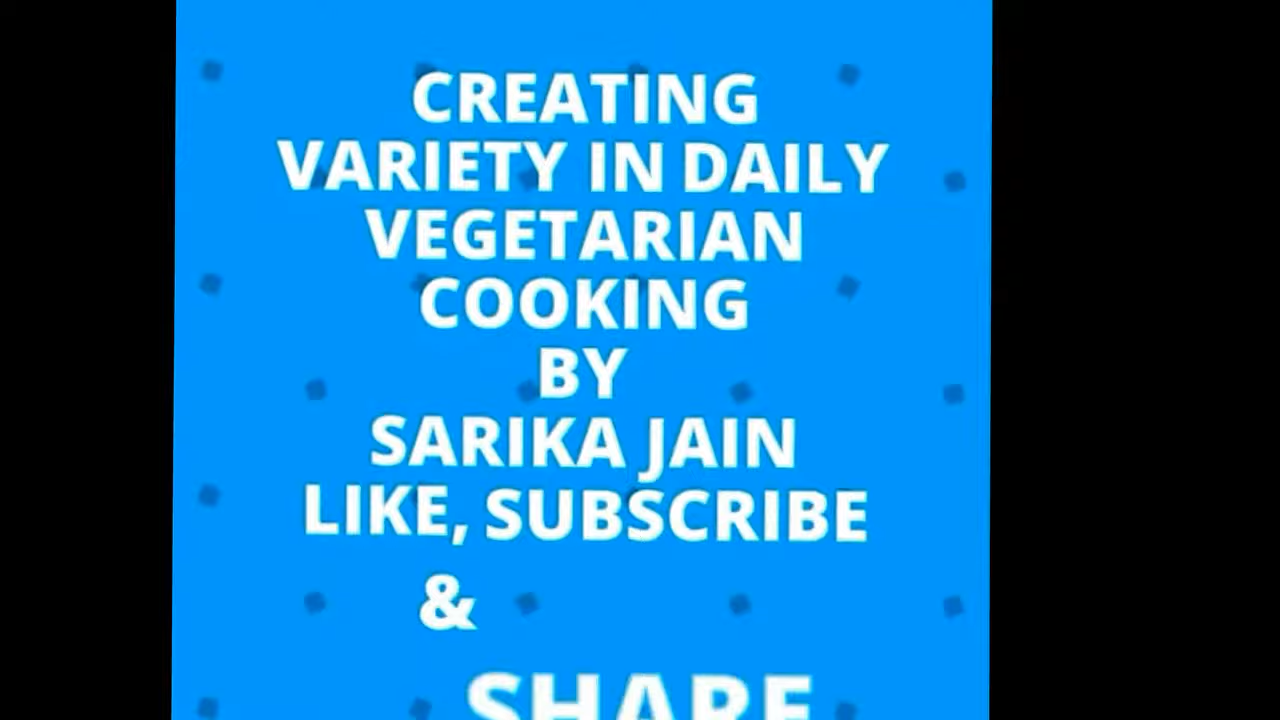 CREATING
VARIETY IN DAILY
VEGETARIAN
COOKING
BY
SARIKA JAIN
LIKE, SUBSCRIBE
&
SHARE